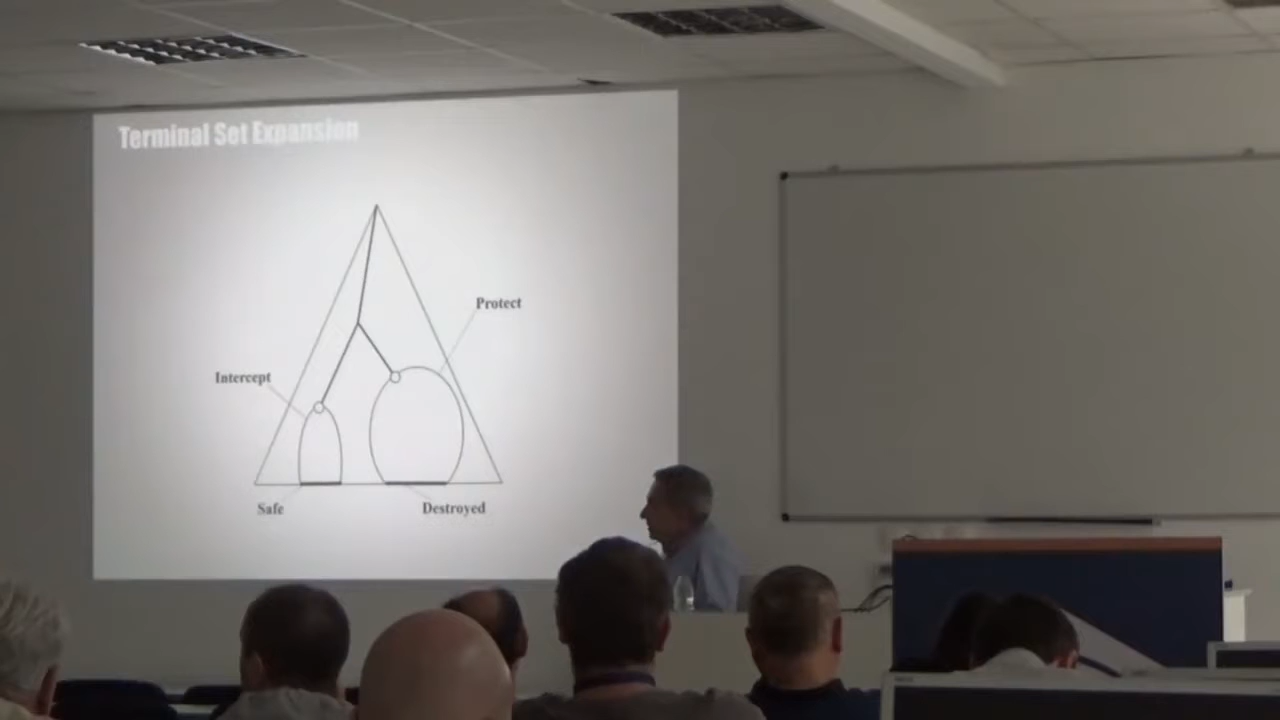 Terminal Set Expansion
Protect
Intercept
Safe
Destroyed